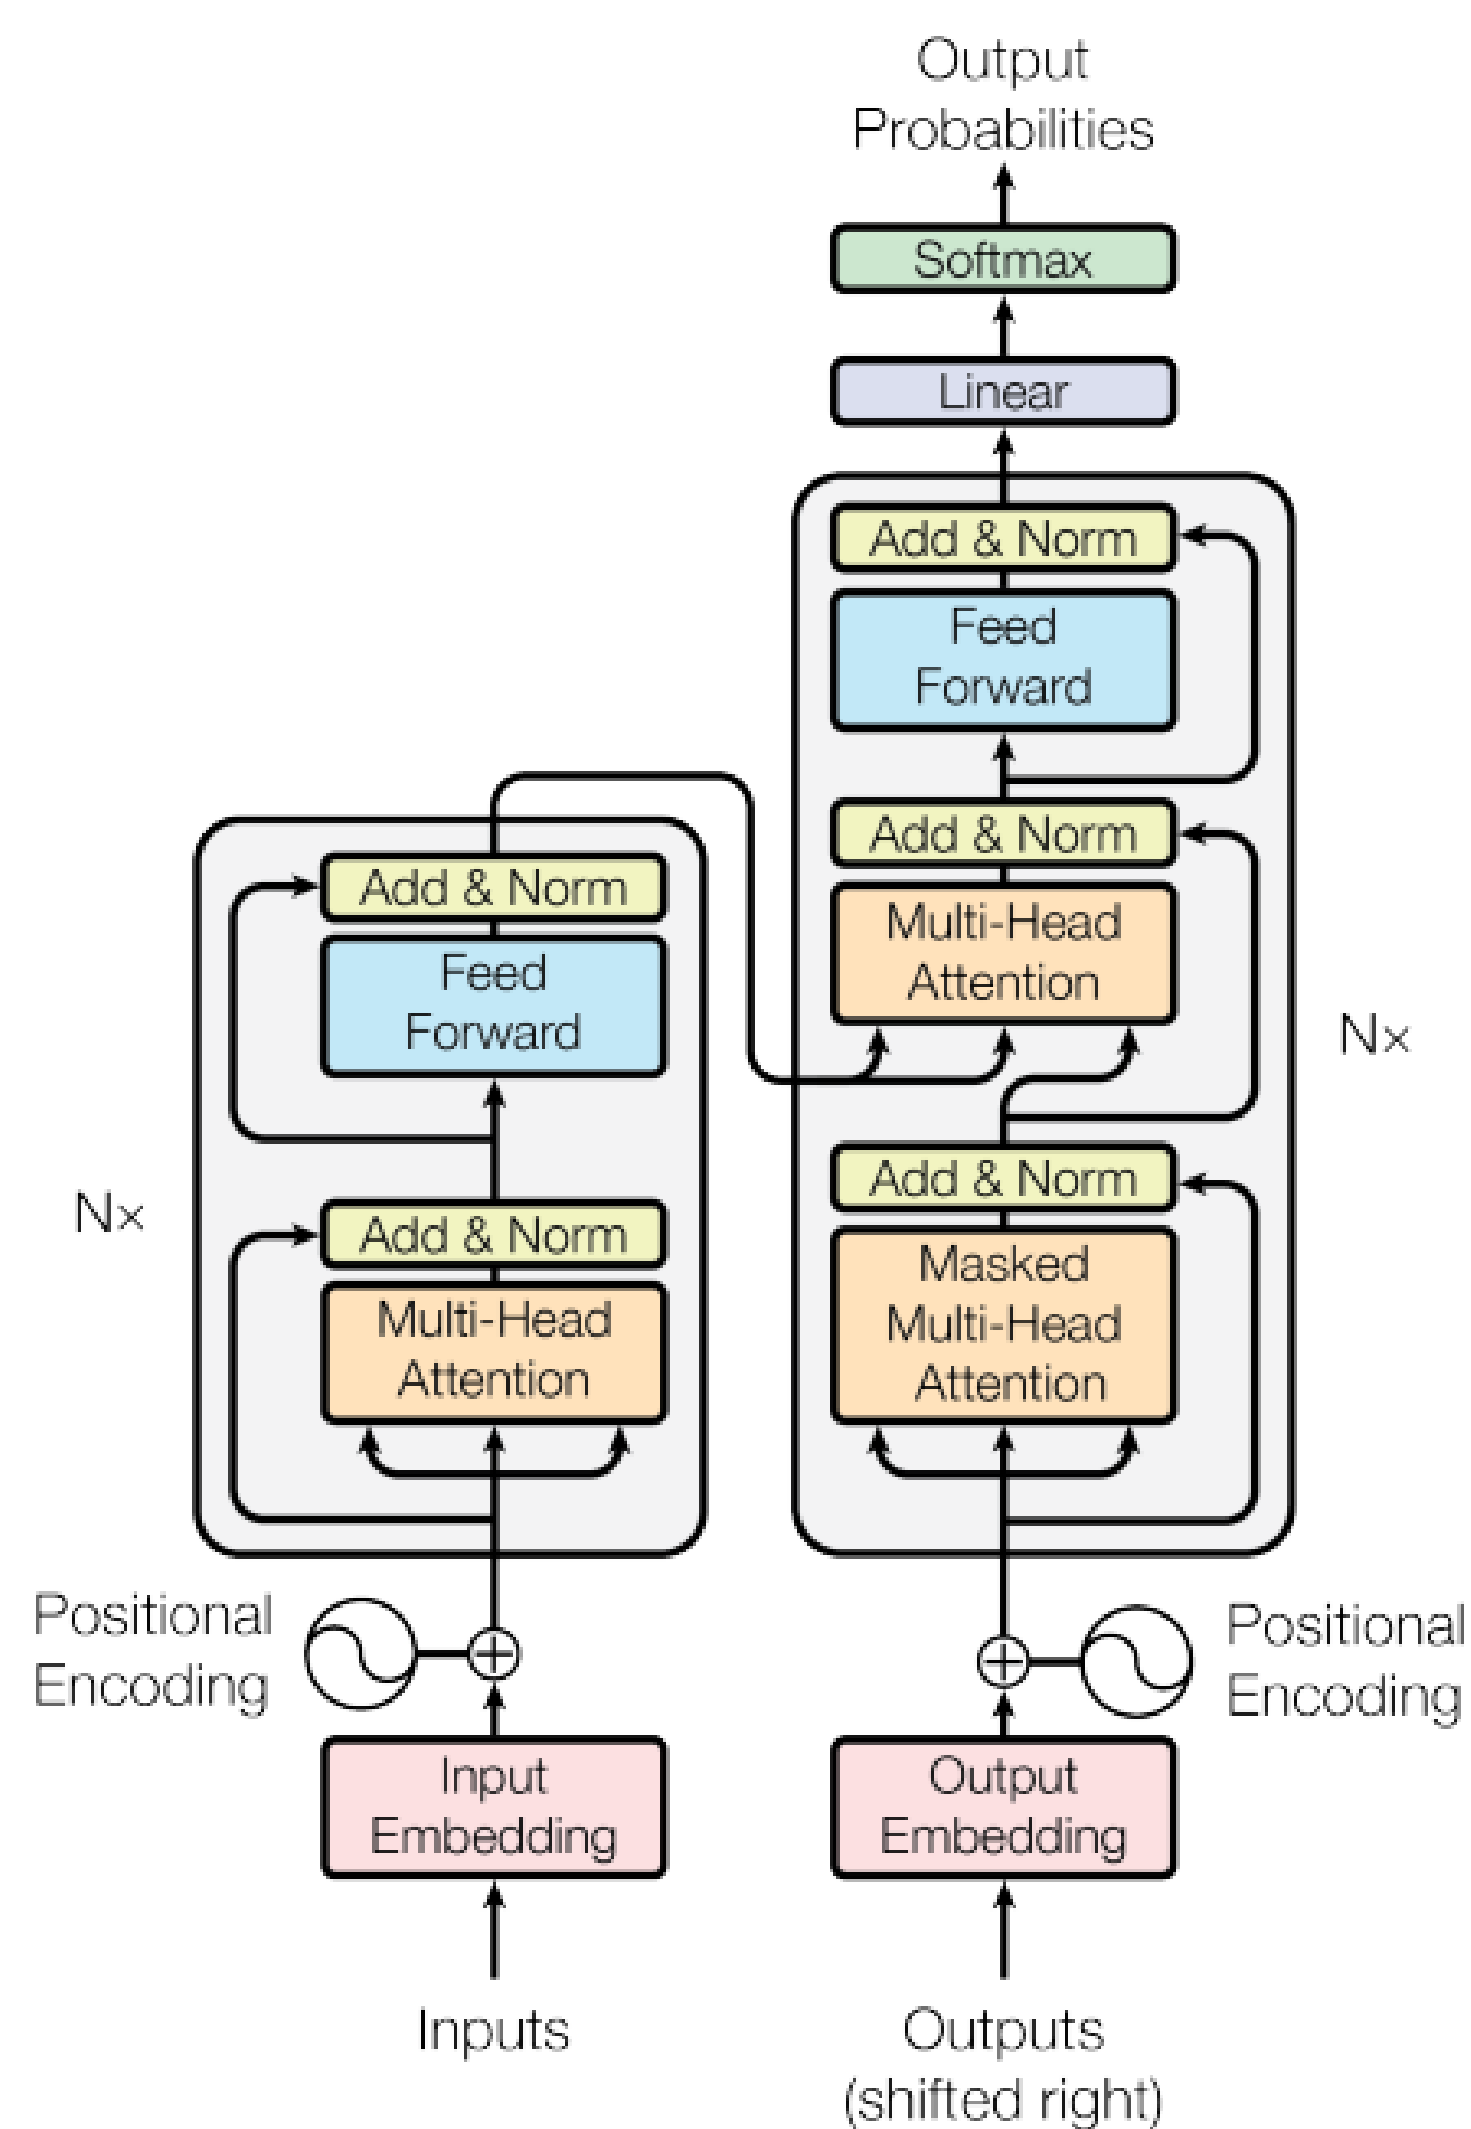 Output
Probabilities
Softmax
Linear
Add & Norm
Feed
Forward
Add & Norm
Multi-Head
Attention
Nx
Add & Norm
Masked
Multi-Head
Attention
Add & Norm
Feed
Forward
Nx
Add & Norm
Multi-Head
Attention
Positional
Encoding
Positional
Encoding
Input
Embedding
Output
Embedding
Inputs
Outputs
(shifted right)